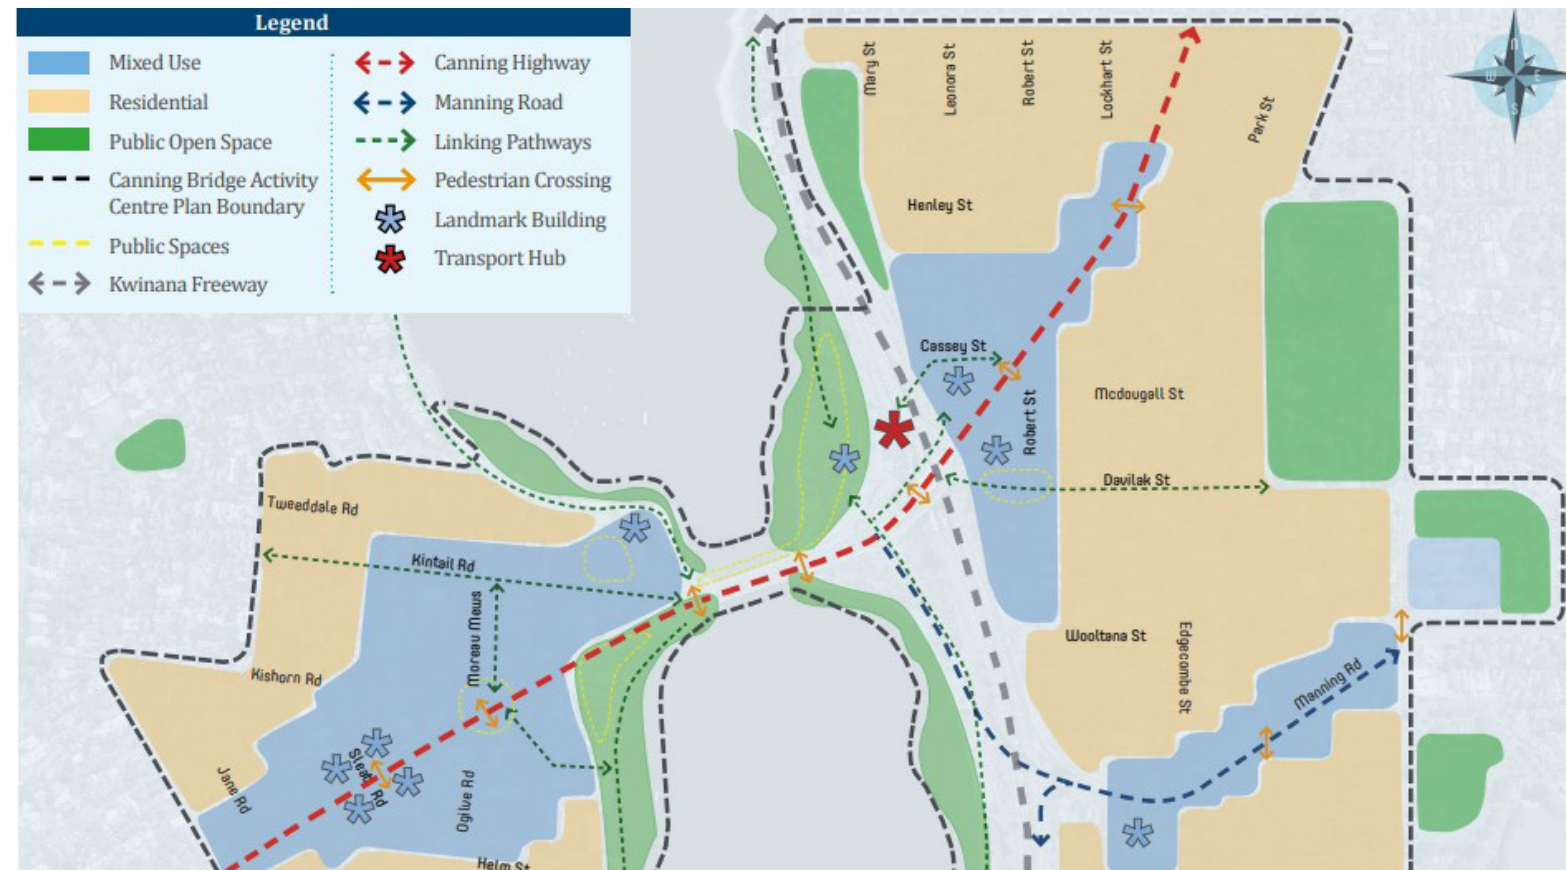 Legend
Mixed Use
Residential
Public Open Space
Canning Bridge Activity
Centre Plan Boundary
Public Spaces
Kwinana Freeway
Canning Highway
Manning Road
Linking Pathways
Pedestrian Crossing
Landmark Building
Transport Hub
N
W
E
S
Mary St
Leonora St
Robert St
Lockhart St
Park St
Henley St
Cassey St
Robert St
Mcdougall St
Davilak St
Tweeddale Rd
Kintail Rd
Moreau Mews
Kishorn Rd
Wooltana St
Edgecombe St
Manning Rd
Sleat Rd
Jane Rd
Ogilve Rd
Helm St